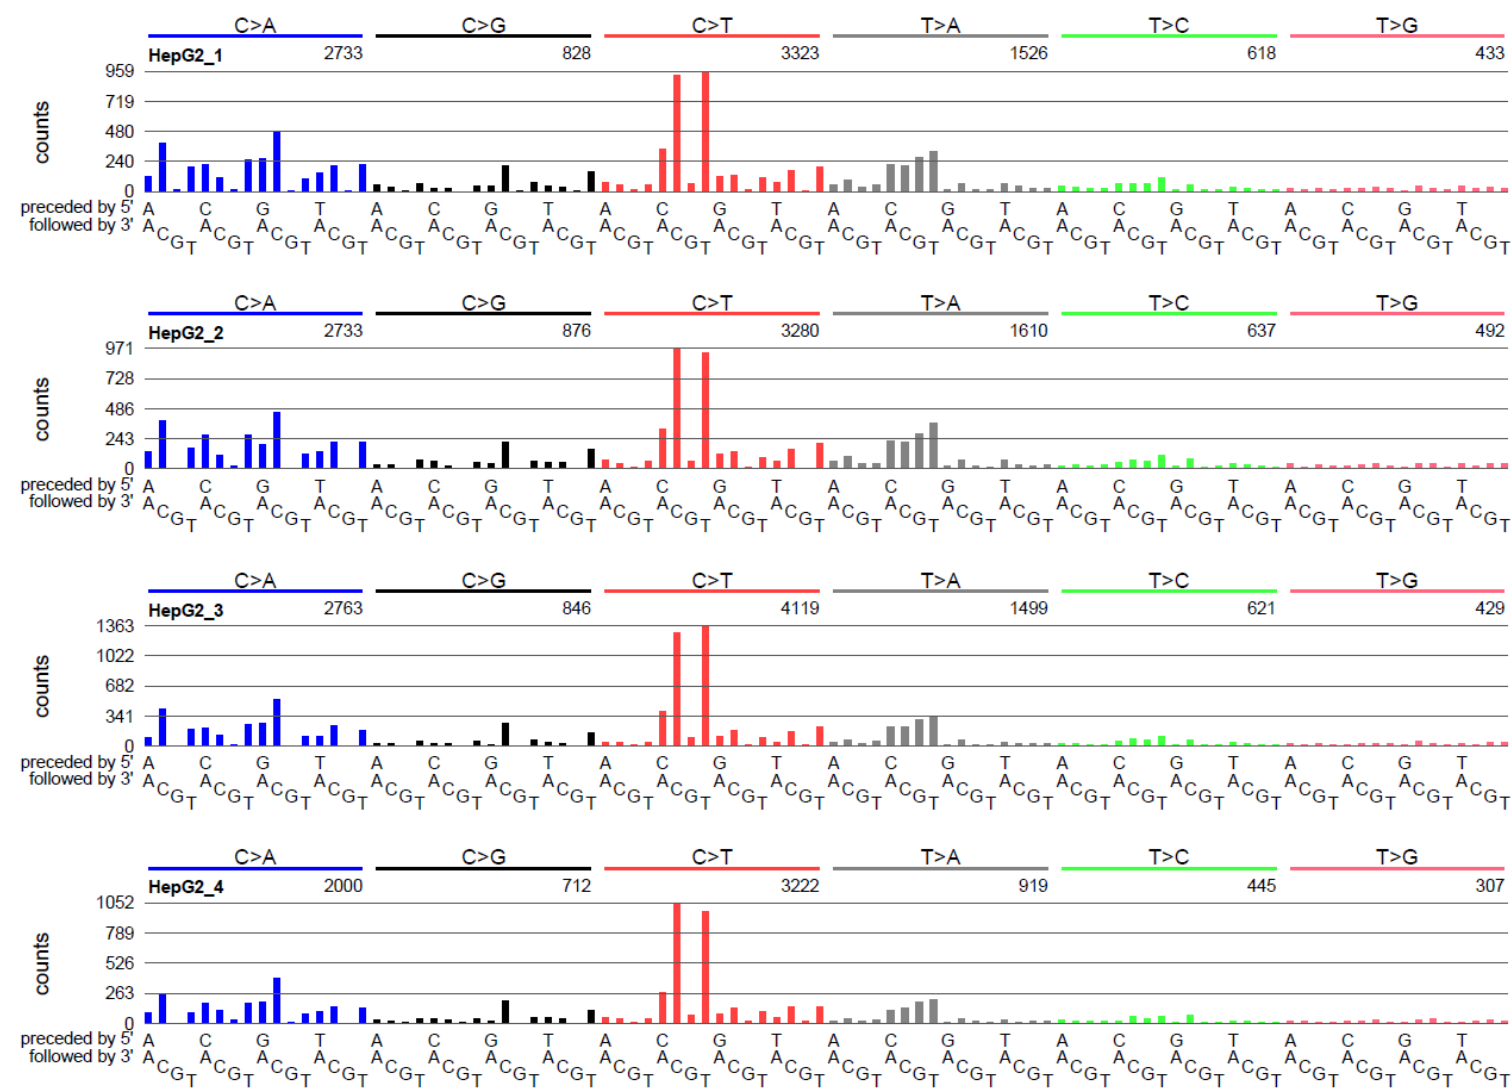 C>A C>G C>T T>A T>C T>G
HepG2_1 2733 828 3323 1526 618 433
959
719
counts
480
240
0
preceded by 5' A C G T A C G T A C G T A C G T A C G T A C G T
followed by 3' A C G T A C G T A C G T A C G T A C G T A C G T A C G T A C G T A C G T A C G T A C G T A C G T A C G T A C G T A C G T A C G T A C G T A C G T A C G T A C G T A C G T A C G T A C G T A C G T
C>A C>G C>T T>A T>C T>G
HepG2_2 2733 876 3280 1610 637 492
971
728
counts
486
243
0
preceded by 5' A C G T A C G T A C G T A C G T A C G T A C G T
followed by 3' A C G T A C G T A C G T A C G T A C G T A C G T A C G T A C G T A C G T A C G T A C G T A C G T A C G T A C G T A C G T A C G T A C G T A C G T A C G T A C G T A C G T A C G T A C G T A C G T
C>A C>G C>T T>A T>C T>G
HepG2_3 2763 846 4119 1499 621 429
1363
1022
counts
682
341
0
preceded by 5' A C G T A C G T A C G T A C G T A C G T A C G T
followed by 3' A C G T A C G T A C G T A C G T A C G T A C G T A C G T A C G T A C G T A C G T A C G T A C G T A C G T A C G T A C G T A C G T A C G T A C G T A C G T A C G T A C G T A C G T A C G T A C G T
C>A C>G C>T T>A T>C T>G
HepG2_4 2000 712 3222 919 445 307
1052
789
counts
526
263
0
preceded by 5' A C G T A C G T A C G T A C G T A C G T A C G T
followed by 3' A C G T A C G T A C G T A C G T A C G T A C G T A C G T A C G T A C G T A C G T A C G T A C G T A C G T A C G T A C G T A C G T A C G T A C G T A C G T A C G T A C G T A C G T A C G T A C G T